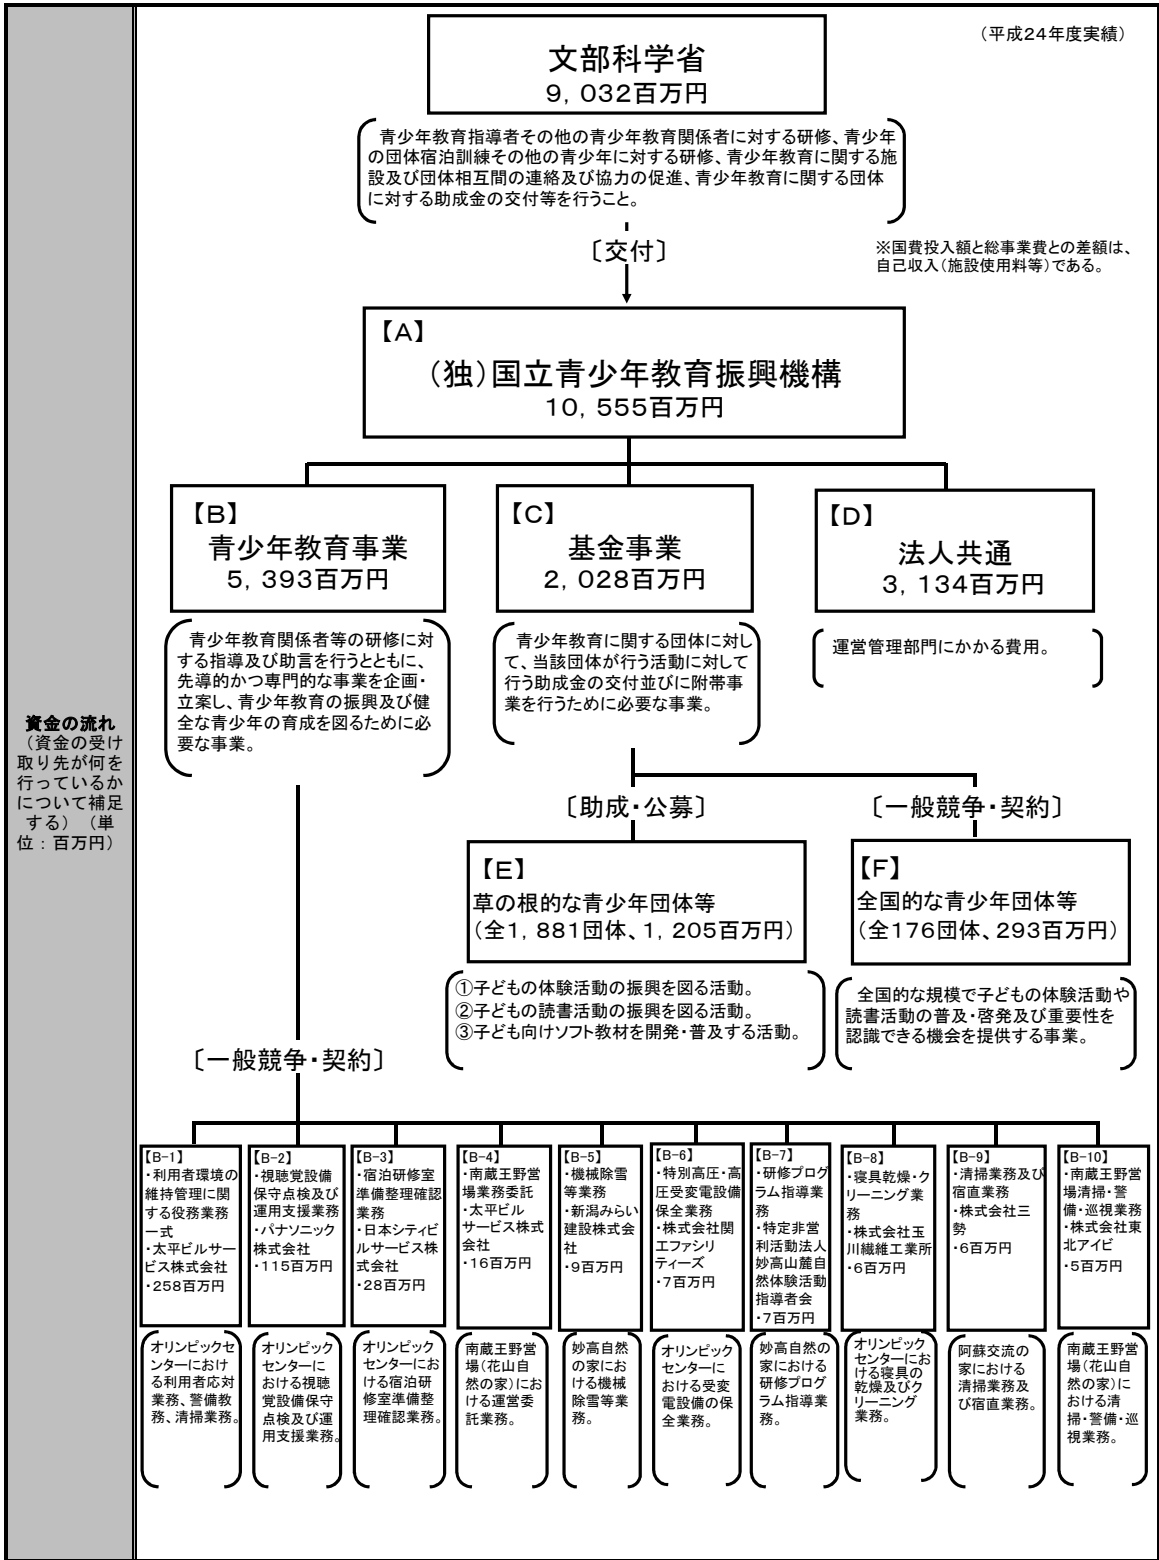 資金の流れ
（資金の受け
取り先が何を
行っているか
について補足
する）（単
位：百万円）
（平成２４年度実績）
文部科学省
９，０３２百万円
青少年教育指導者その他の青少年教育関係者に対する研修、青少年
の団体宿泊訓練その他の青少年に対する研修、青少年教育に関する施
設及び団体相互間の連絡及び協力の促進、青少年教育に関する団体
に対する助成金の交付等を行うこと。
〔交付〕
※国費投入額と総事業費との差額は、
自己収入（施設使用料等）である。
【Ａ】
（独）国立青少年教育振興機構
１０，５５５百万円
【Ｂ】
青少年教育事業
５，３９３百万円
【Ｃ】
基金事業
２，０２８百万円
【Ｄ】
法人共通
３，１３４百万円
青少年教育関係者等の研修に対
する指導及び助言を行うとともに、
先導的かつ専門的な事業を企画・
立案し、青少年教育の振興及び健
全な青少年の育成を図るために必
要な事業。
青少年教育に関する団体に対し
て、当該団体が行う活動に対して
行う助成金の交付並びに附帯事
業を行うために必要な事業。
運営管理部門にかかる費用。
〔助成・公募〕
〔一般競争・契約〕
【Ｅ】
草の根的な青少年団体等
（全１，８８１団体、１，２０５百万円）
【Ｆ】
全国的な青少年団体等
（全１７６団体、２９３百万円）
①子どもの体験活動の振興を図る活動。
②子どもの読書活動の振興を図る活動。
③子ども向けソフト教材を開発・普及する活動。
全国的な規模で子どもの体験活動や
読書活動の普及・啓発及び重要性を
認識できる機会を提供する事業。
〔一般競争・契約〕
【Ｂ－１】
・利用者環境の
維持管理に関
する役務業務
一式
・太平ビルサー
ビス株式会社
・２５８百万円
【Ｂ－２】
・視聴覚設備
保守点検及び
運用支援業務
・パナソニック
株式会社
・１１５百万円
【Ｂ－３】
・宿泊研修室
準備整理確認
業務
・日本シティビ
ルサービス株
式会社
・２８百万円
【Ｂ－４】
・南蔵王野営
場業務委託
・太平ビル
サービス株式
会社
・１６百万円
【Ｂ－５】
・機械除雪
等業務
・新潟みらい
建設株式会
社
・９百万円
【Ｂ－６】
・特別高圧・高
圧受変電設備
保全業務
・株式会社関
エファシリ
ティーズ
・７百万円
【Ｂ－７】
・研修プログ
ラム指導業
務
・特定非営
利活動法人
妙高山麓自
然体験活動
指導者会
・７百万円
【Ｂ－８】
・寝具乾燥・ク
リーニング業
務
・株式会社玉
川繊維工業所
・６百万円
【Ｂ－９】
・清掃業務及び
宿直業務
・株式会社三
勢
・６百万円
【Ｂ－１０】
・南蔵王野営
場清掃・警
備・巡視業務
・株式会社東
北アイビ
・５百万円
オリンピックセ
ンターにおけ
る利用者応対
業務、警備教
務、清掃業務。
オリンピック
センターに
おける視聴
覚設備保守
点検及び運
用支援業務。
オリンピック
センターにお
ける宿泊研
修室準備整
理確認業務。
南蔵王野営
場（花山自
然の家）にお
ける運営委
託業務。
妙高自然
の家にお
ける機械
除雪等業
務。
オリンピック
センターに
おける受変
電設備の保
全業務。
妙高自然の
家における
研修プログ
ラム指導業
務。
オリンピック
センターにお
ける寝具の
乾燥及びク
リーニング
業務。
阿蘇交流の
家における
清掃業務及
び宿直業務。
南蔵王野営
場（花山自
然の家）に
おける清
掃・警備・巡
視業務。